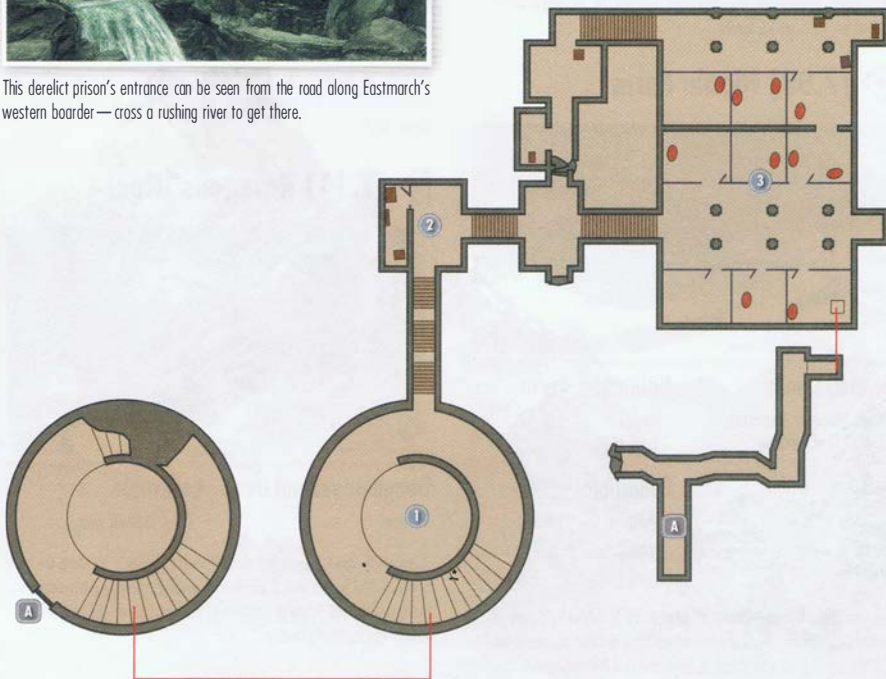 This derelict prison's entrance can be seen from the road along Eastmarch's
western boarder—cross a rushing river to get there.
3
2
1
A
A